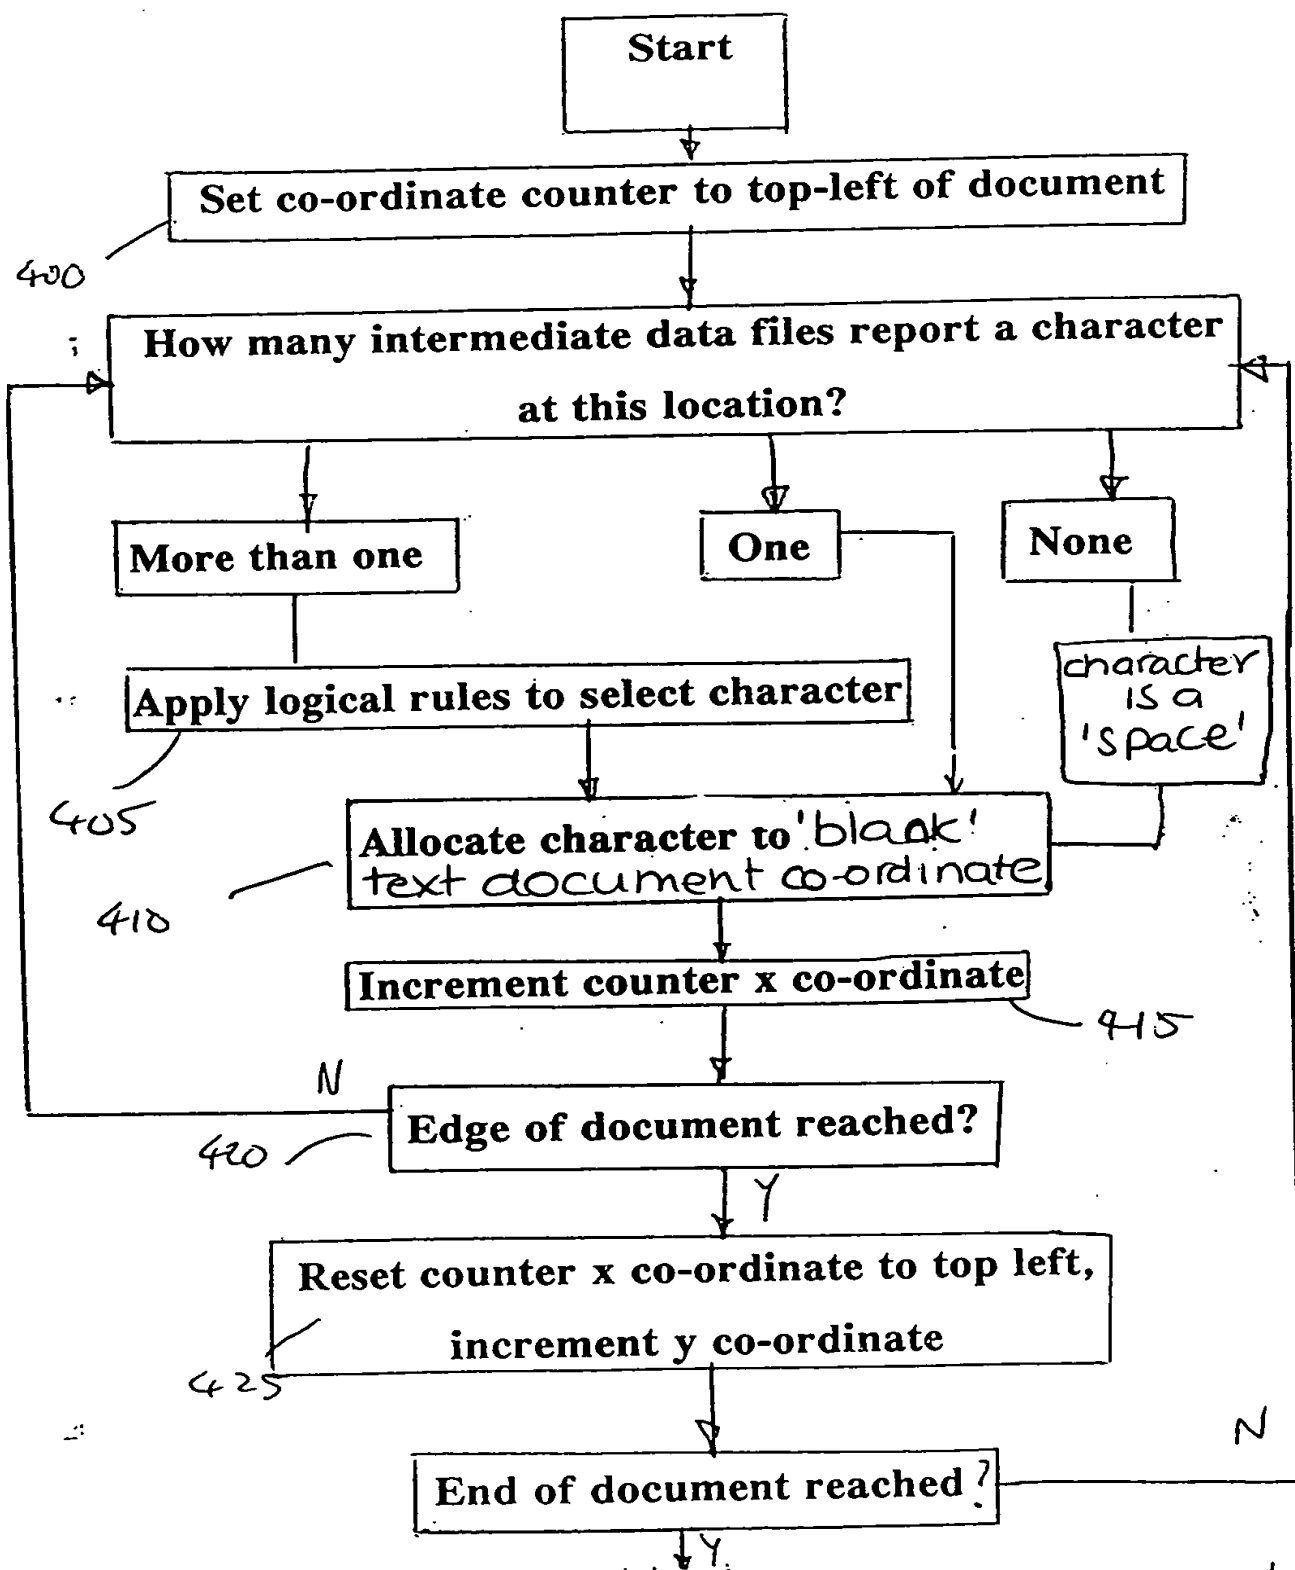 Start
Set co-ordinate counter to top-left of document
400
How many intermediate data files report a character
at this location?
More than one
One
None
character
is a
'space'
Apply logical rules to select character
405
Allocate character to 'blank'
text document co-ordinate
410
Increment counter x co-ordinate
415
N
Edge of document reached?
420
Y
Reset counter x co-ordinate to top left,
increment y co-ordinate
425
N
End of document reached?
Y